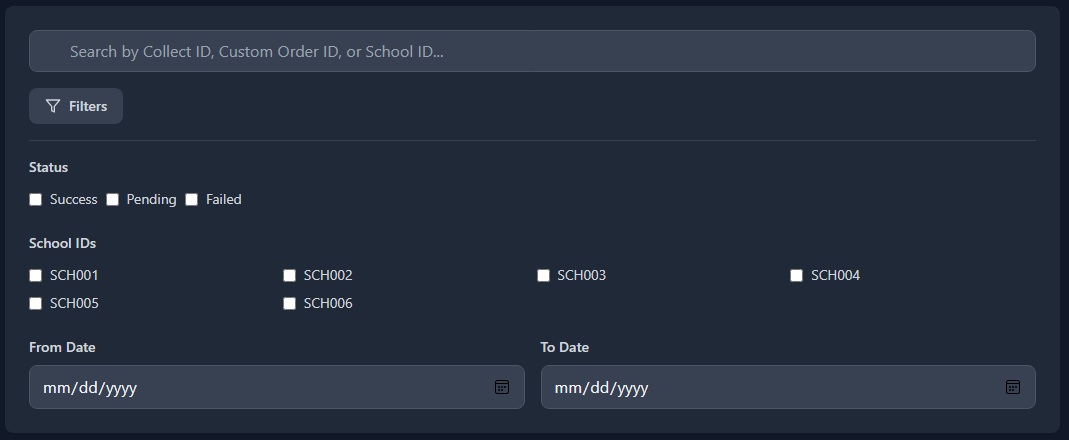 Search by Collect ID, Custom Order ID, or School ID...
Filters
Status
Success Pending Failed
School IDs
SCH001 SCH002 SCH003 SCH004
SCH005 SCH006
From Date To Date
mm/dd/yyyy mm/dd/yyyy